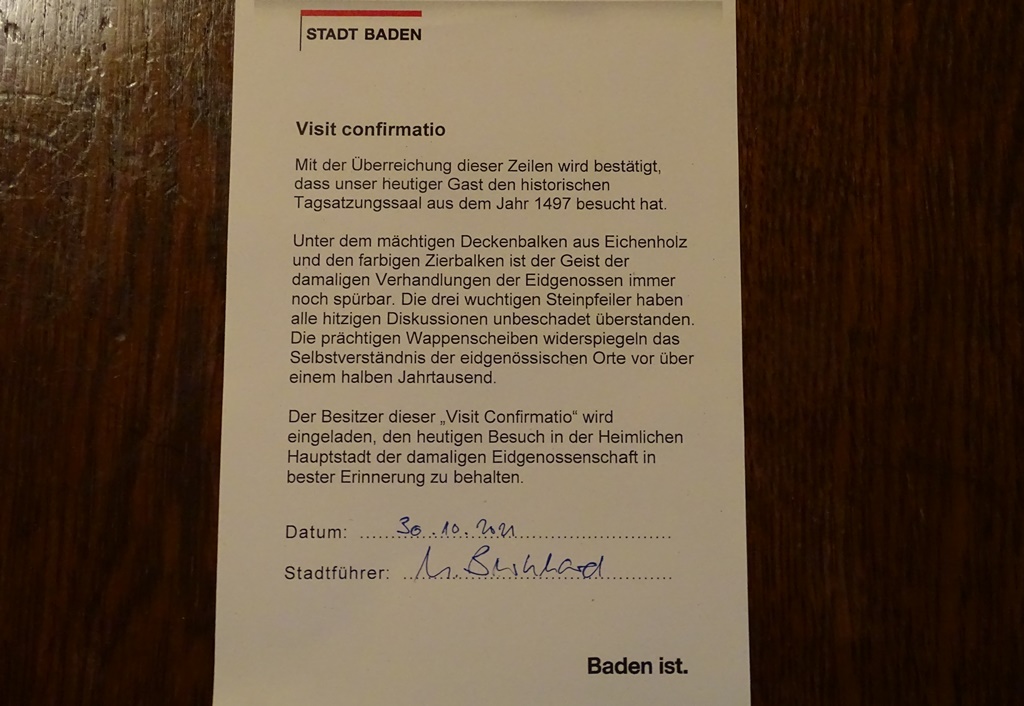 STADT BADEN
Visit confirmatio
Mit der Überreichung dieser Zeilen wird bestätigt,
dass unser heutiger Gast den historischen
Tagsatzungssaal aus dem Jahr 1497 besucht hat.
Unter dem mächtigen Deckenbalken aus Eichenholz
und den farbigen Zierbalken ist der Geist der
damaligen Verhandlungen der Eidgenossen immer
noch spürbar. Die drei wuchtigen Steinpfeiler haben
alle hitzigen Diskussionen unbeschadet überstanden.
Die prächtigen Wappenscheiben widerspiegeln das
Selbstverständnis der eidgenössischen Orte vor über
einem halben Jahrtausend.
Der Besitzer dieser „Visit Confirmatio“ wird
eingeladen, den heutigen Besuch in der Heimlichen
Hauptstadt der damaligen Eidgenossenschaft in
bester Erinnerung zu behalten.
Datum: 30.10.2021
Stadtführer:
Baden ist.